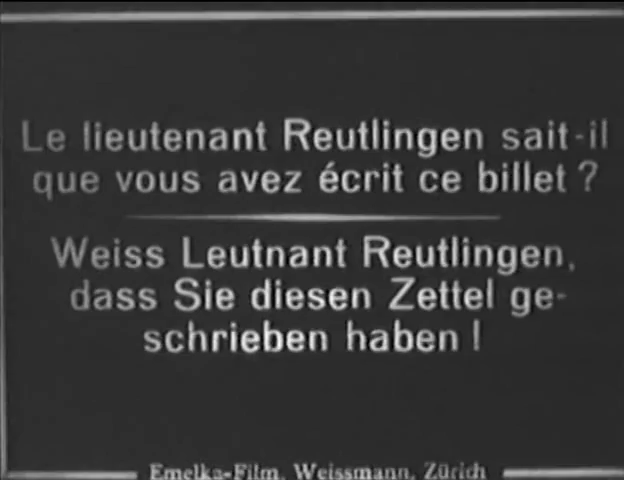 Le lieutenant Reutlingen sait-il
que vous avez écrit ce billet ?
Weiss Leutnant Reutlingen,
dass Sie diesen Zettel ge-
schrieben haben !
Emelka-Film, Weissmann, Zürich